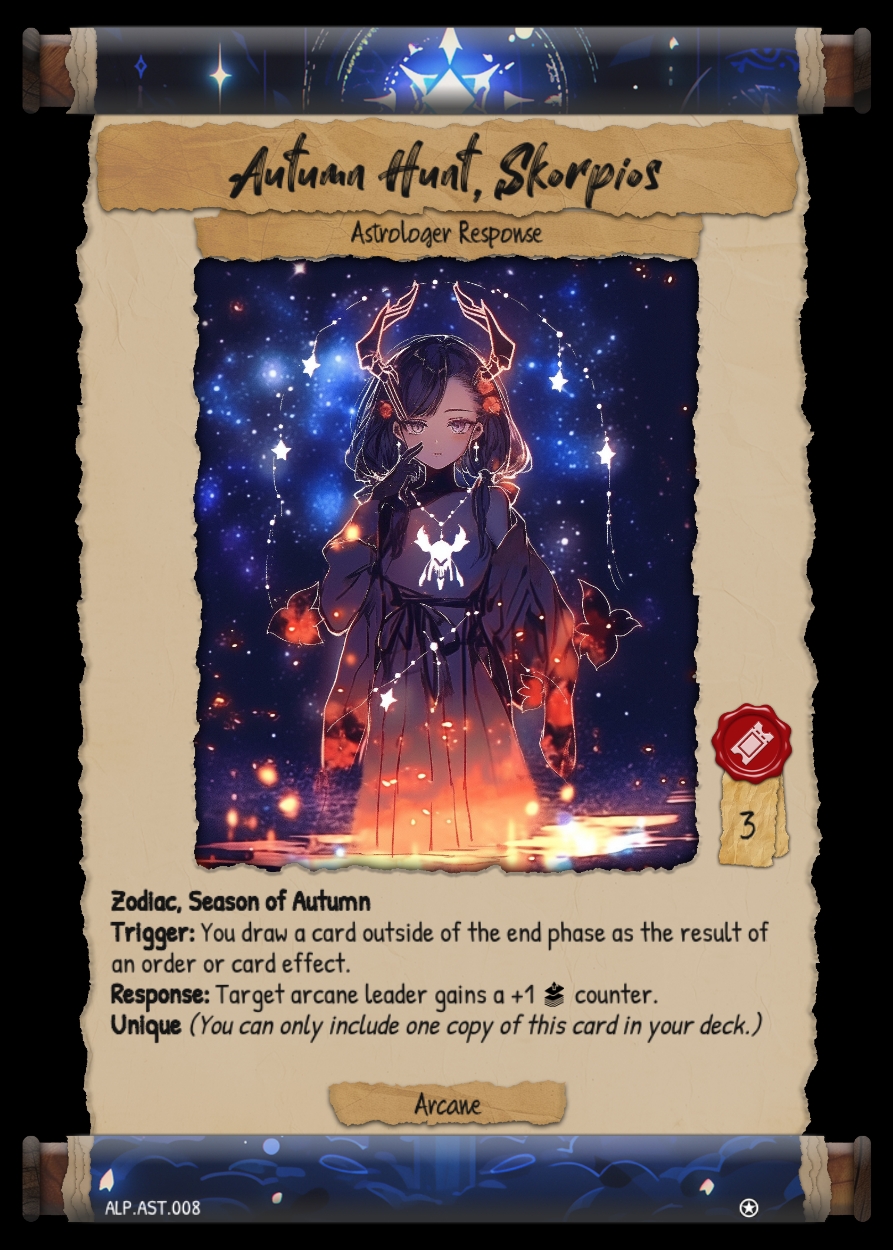 Autumn Hunt, Skorpios
Astrologer Response
3
Zodiac, Season of Autumn
Trigger: You draw a card outside of the end phase as the result of
an order or card effect.
Response: Target arcane leader gains a +1 counter.
Unique (You can only include one copy of this card in your deck.)
Arcane
ALP.AST.008